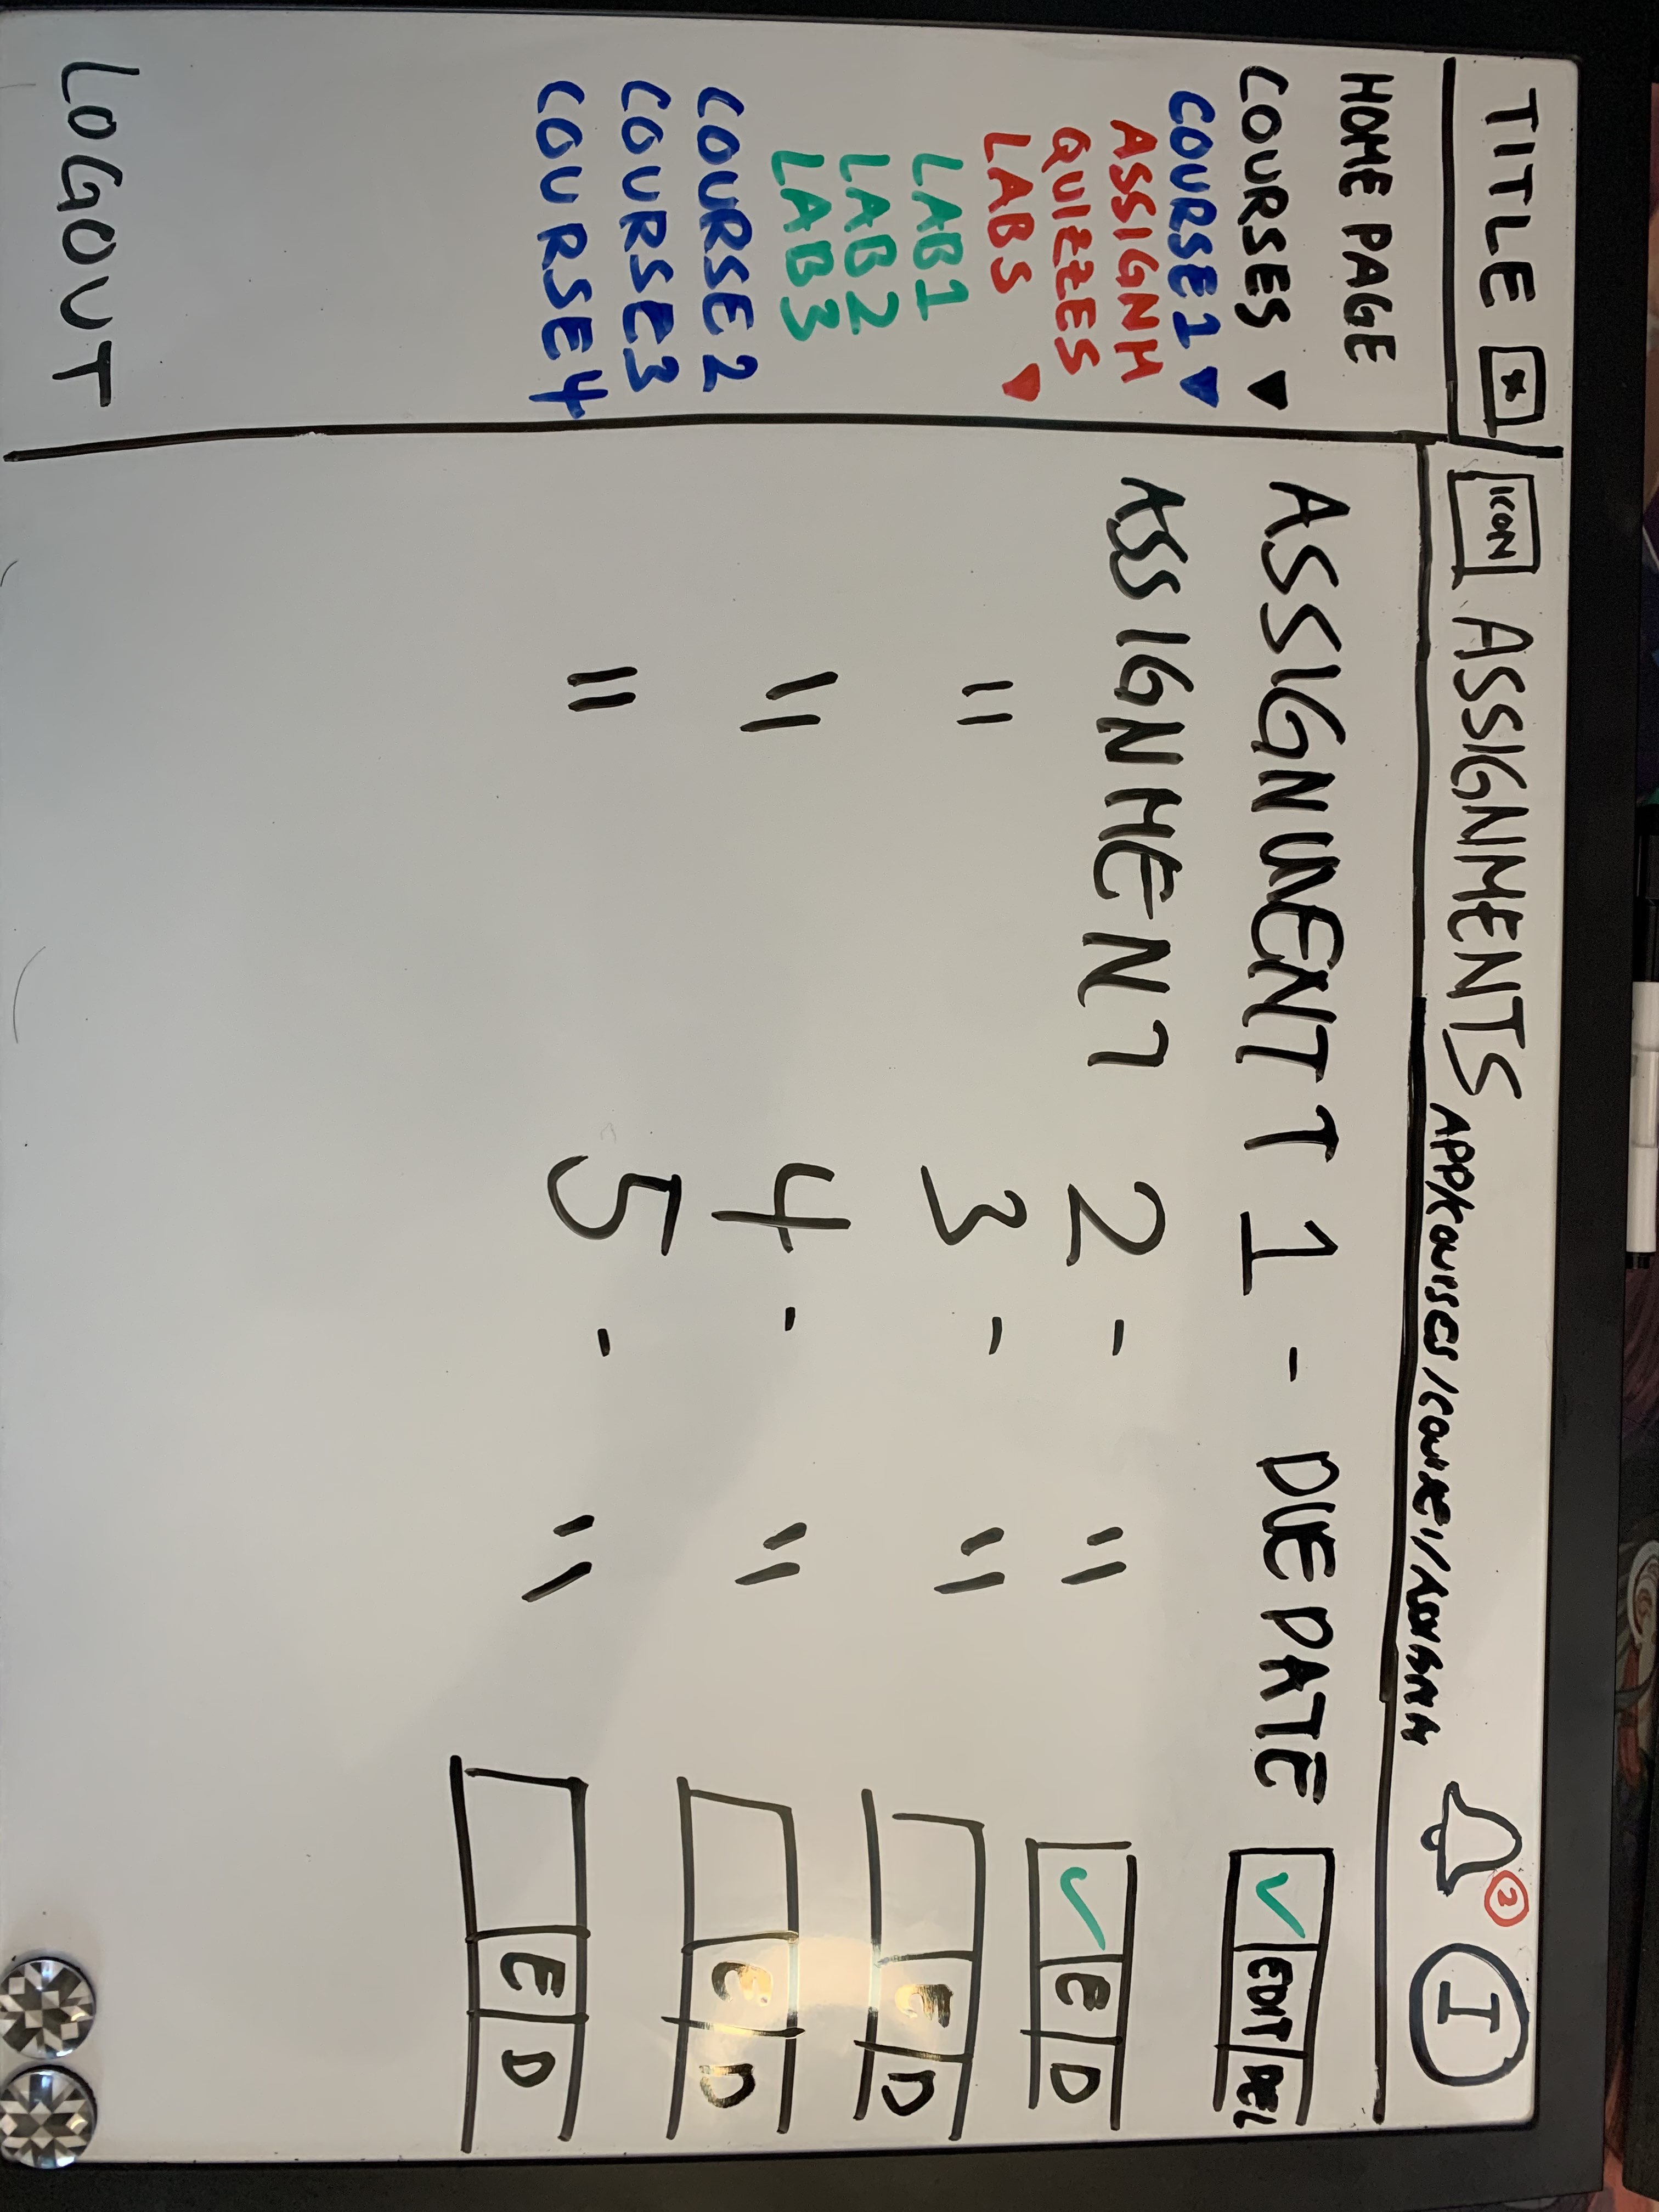 TITLE x
ICON ASSIGNMENTS
APP/COURSES/COURSE1/ASSIGNM
2
I
HOME PAGE
COURSES ▼
COURSE1 ▼
ASSIGNM
QUIZZES
LABS ▼
LAB1
LAB2
LAB3
COURSE2
COURSE3
COURSE4
LOGOUT
ASSIGNMENTT 1 - DUE DATE ✓ EDIT DEL
ASSIGNMENT 2 - " ✓ E D
" 3 - " E D
" 4 - " E D
" 5 - " E D